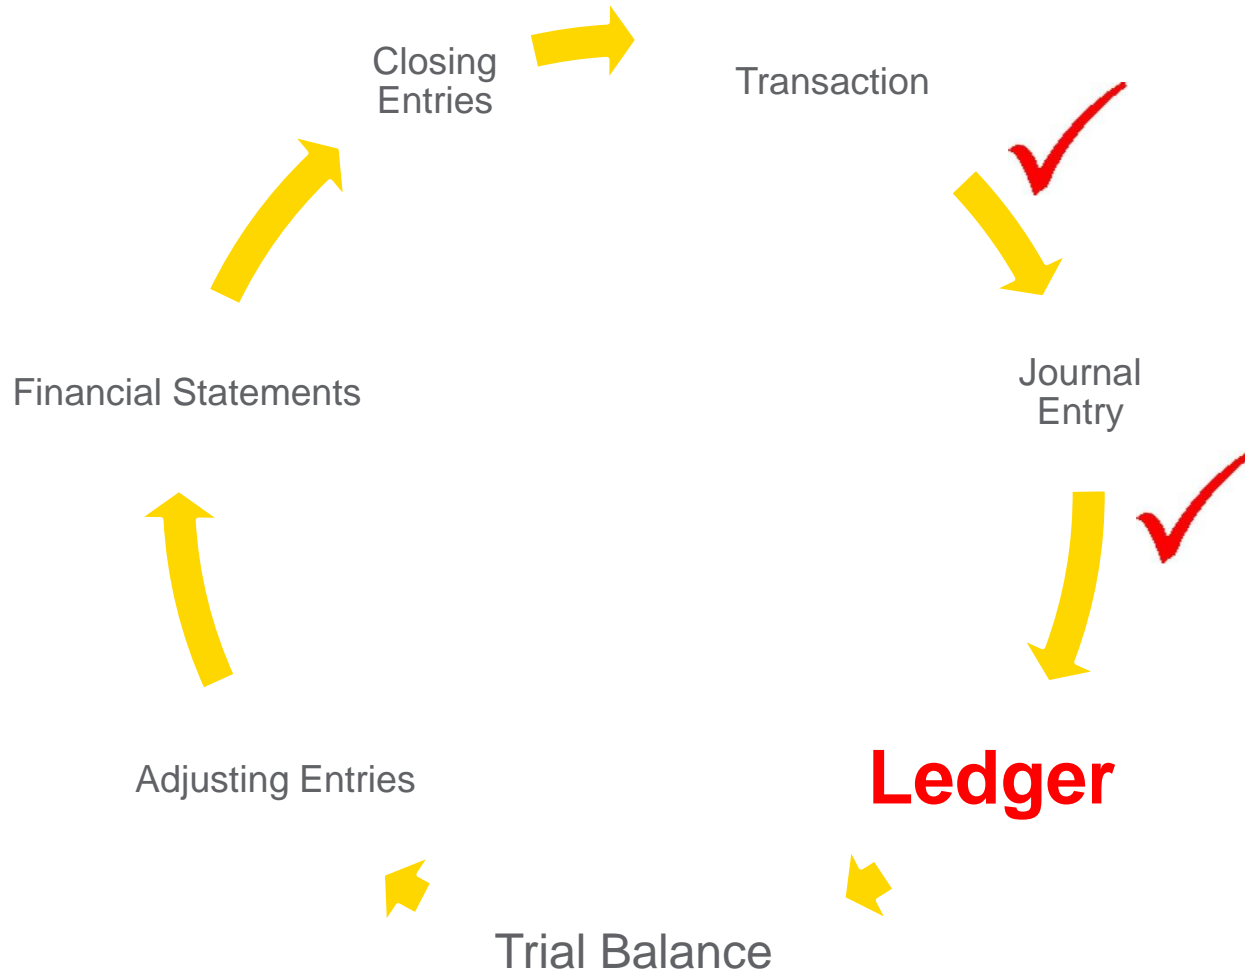 Closing
Entries
Transaction
Financial Statements
Journal
Entry
Adjusting Entries
Ledger
Trial Balance